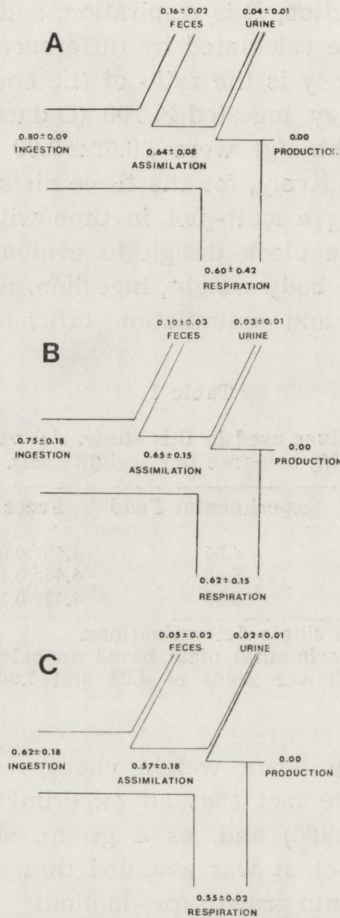 A
0.16±0.02
FECES
0.04±0.01
URINE
0.80±0.09
INGESTION
0.64±0.08
ASSIMILATION
0.00
PRODUCTION
0.60±0.42
RESPIRATION
B
0.10±0.03
FECES
0.03±0.01
URINE
0.75±0.18
INGESTION
0.65±0.15
ASSIMILATION
0.00
PRODUCTION
0.62±0.15
RESPIRATION
C
0.05±0.02
FECES
0.02±0.01
URINE
0.62±0.18
INGESTION
0.57±0.18
ASSIMILATION
0.00
PRODUCTION
0.55±0.02
RESPIRATION